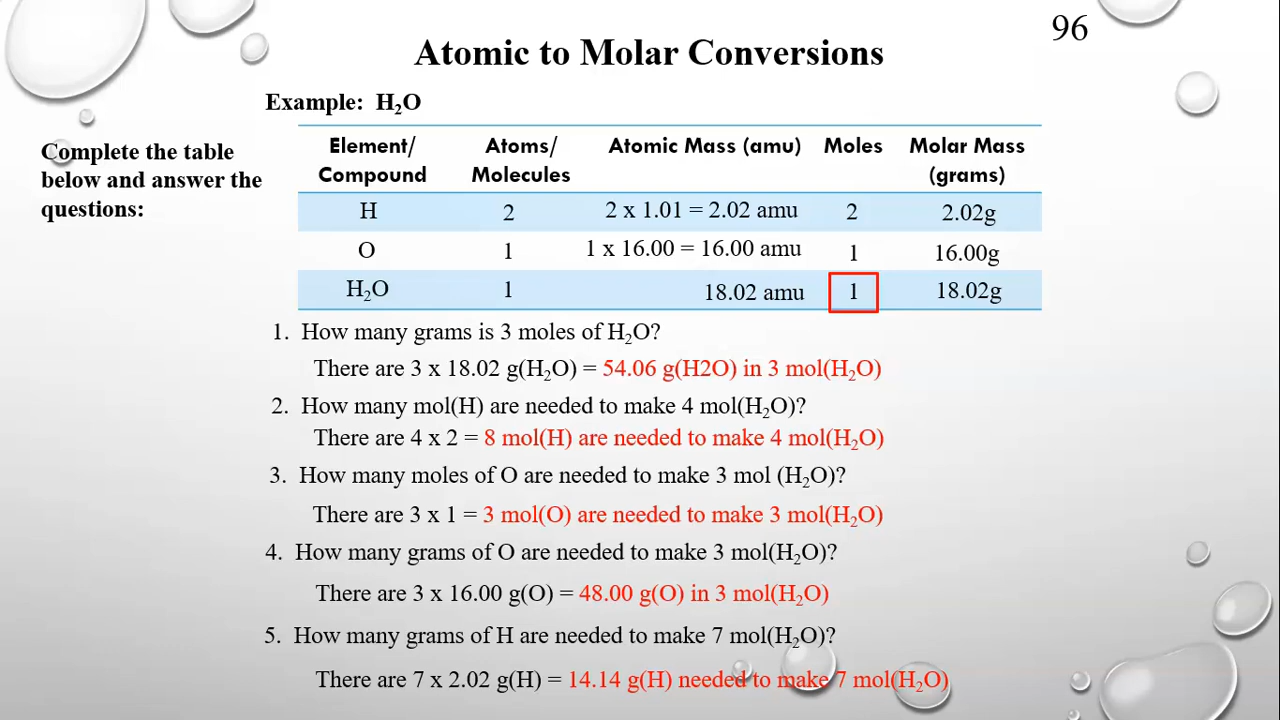 96
Atomic to Molar Conversions
Example: H₂O
Complete the table
below and answer the
questions:
Element/ Atoms/ Atomic Mass (amu) Moles Molar Mass
Compound Molecules (grams)
H 2 2 x 1.01 = 2.02 amu 2 2.02g
O 1 1 x 16.00 = 16.00 amu 1 16.00g
H₂O 1 18.02 amu 1 18.02g
1. How many grams is 3 moles of H₂O?
There are 3 x 18.02 g(H₂O) = 54.06 g(H2O) in 3 mol(H₂O)
2. How many mol(H) are needed to make 4 mol(H₂O)?
There are 4 x 2 = 8 mol(H) are needed to make 4 mol(H₂O)
3. How many moles of O are needed to make 3 mol (H₂O)?
There are 3 x 1 = 3 mol(O) are needed to make 3 mol(H₂O)
4. How many grams of O are needed to make 3 mol(H₂O)?
There are 3 x 16.00 g(O) = 48.00 g(O) in 3 mol(H₂O)
5. How many grams of H are needed to make 7 mol(H₂O)?
There are 7 x 2.02 g(H) = 14.14 g(H) needed to make 7 mol(H₂O)